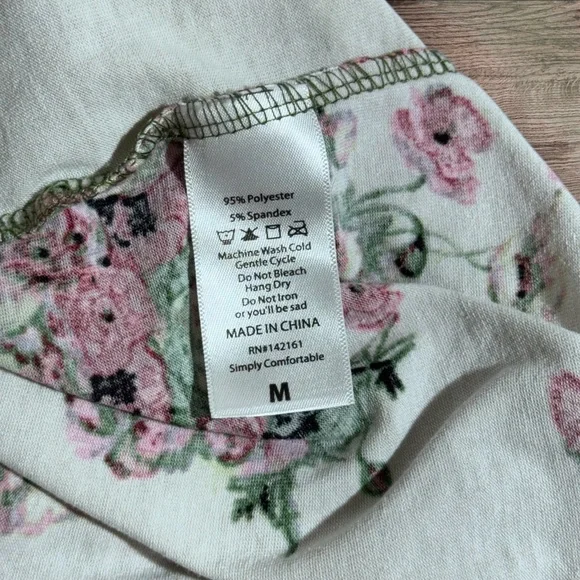 95% Polyester
5% Spandex
Machine Wash Cold
Gentle Cycle
Do Not Bleach
Hang Dry
Do Not Iron
or you'll be sad
MADE IN CHINA
RN#142161
Simply Comfortable
M